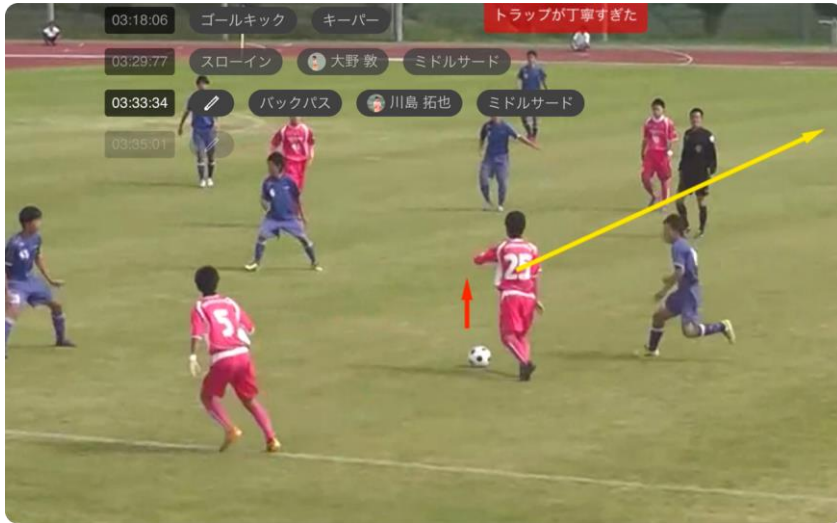 トラップが丁寧すぎた
03:18:06 ゴールキック キーパー
03:29:77 スローイン 大野 敦 ミドルサード
03:33:34 バックパス 川島 拓也 ミドルサード
03:35:01
25
5